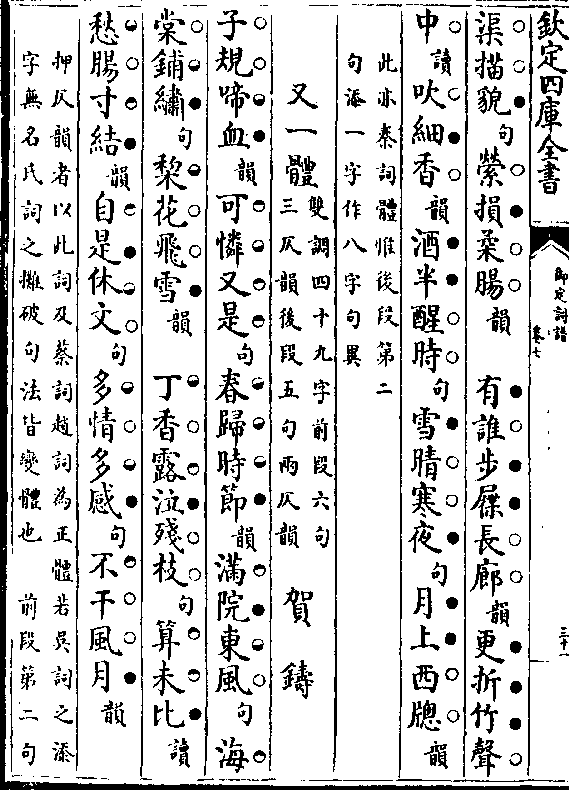 欽定四庫全書
御定詞譜
卷七
三十一
渠描貌句縈損柔腸韻　有誰步屧長廊韻更折竹聲
中讀吹細香韻酒半醒時句雪晴寒夜句月上西牕韻
此亦秦詞體惟後段第二
句添一字作八字句異
又一體雙調四十九字前段六句
三仄韻後段五句兩仄韻　賀鑄
子規啼血韻可憐又是句春歸時節韻滿院東風句海
棠鋪繡句棃花飛雪韻　丁香露泣殘枝句算未比讀
愁腸寸結韻自是休文句多情多感句不干風月韻
押仄韻者以此詞及蔡詞趙詞為正體若吳詞之添
字無名氏詞之攤破句法皆變體也　前段第二句